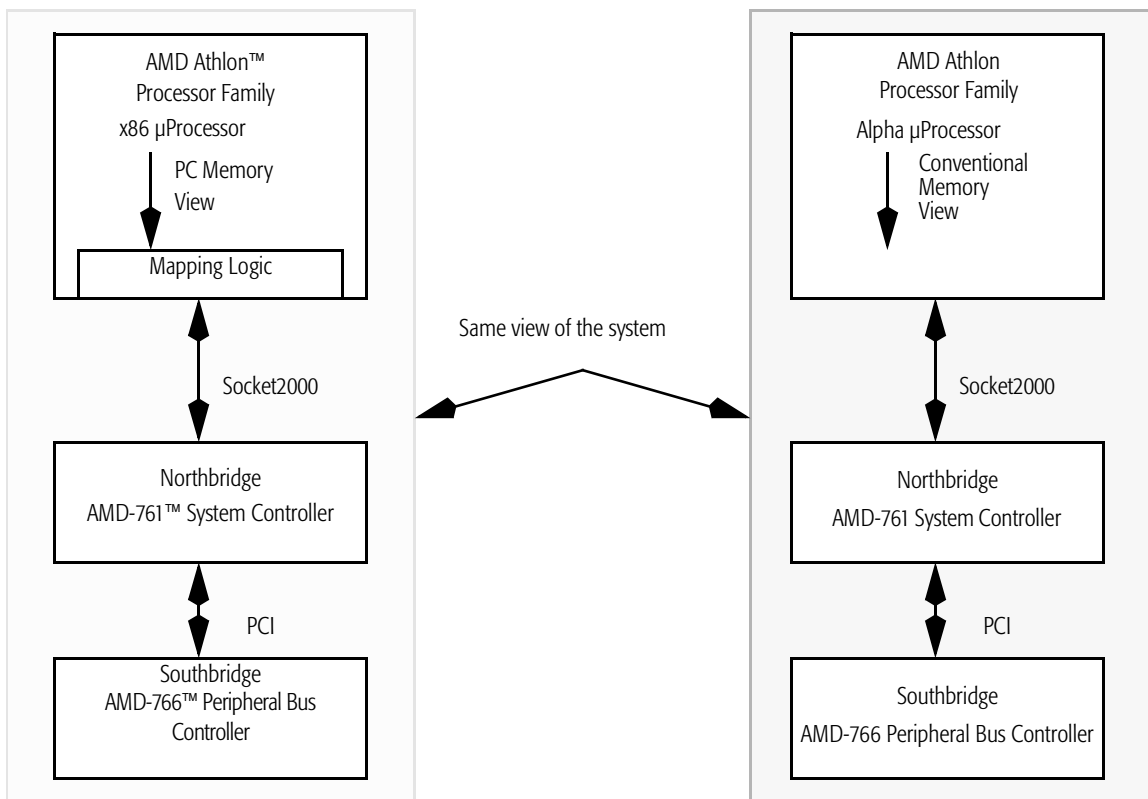 AMD Athlon™
Processor Family
x86 µProcessor
PC Memory
View
Mapping Logic
Socket2000
Northbridge
AMD-761™ System Controller
PCI
Southbridge
AMD-766™ Peripheral Bus
Controller
Same view of the system
AMD Athlon
Processor Family
Alpha µProcessor
Conventional
Memory
View
Socket2000
Northbridge
AMD-761 System Controller
PCI
Southbridge
AMD-766 Peripheral Bus Controller